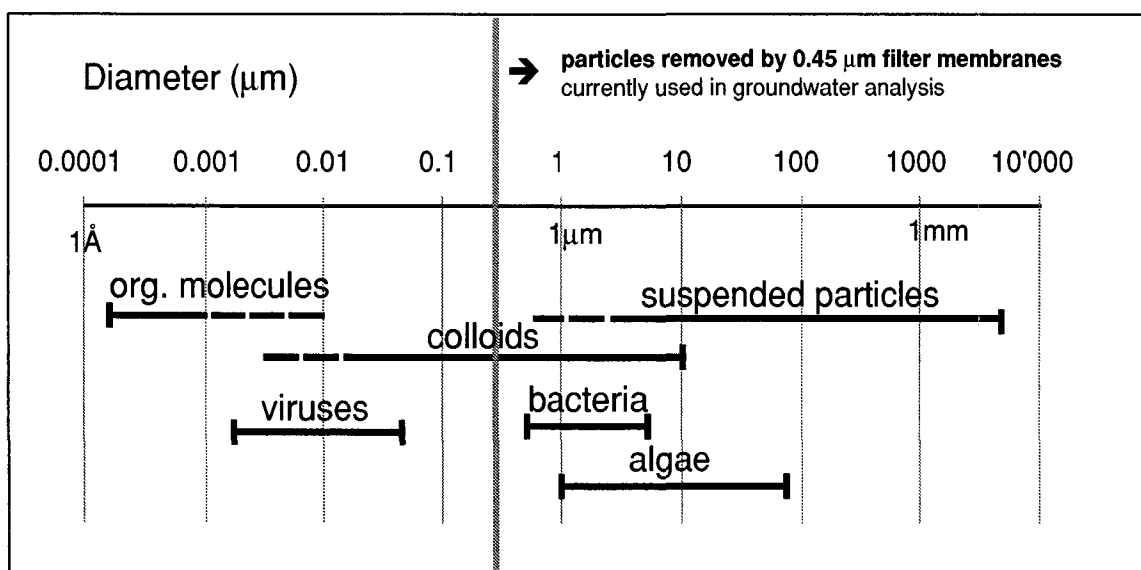 Diameter (μm)
➔ particles removed by 0.45 μm filter membranes
currently used in groundwater analysis
0.0001 0.001 0.01 0.1 1 10 100 1000 10'000
1Å 1μm 1mm
org. molecules
suspended particles
colloids
viruses
bacteria
algae